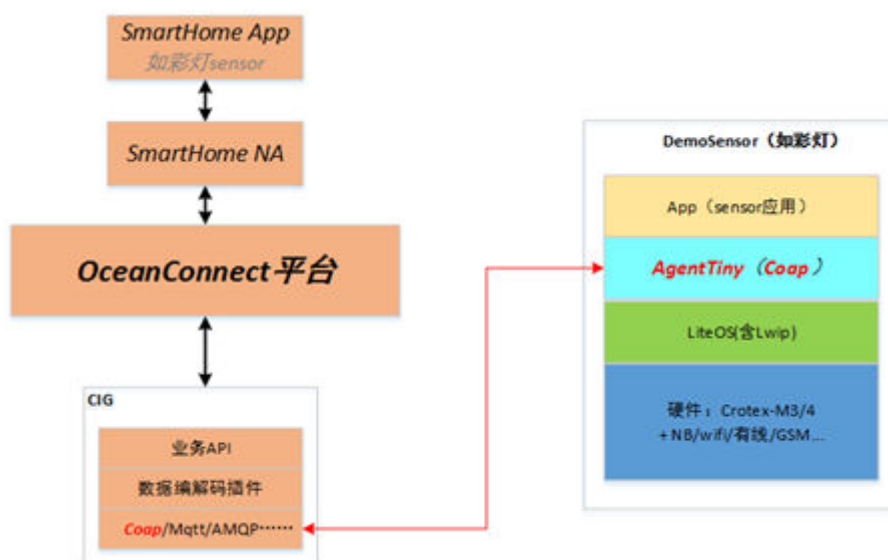 SmartHome App
如彩灯sensor
SmartHome NA
OceanConnect平台
CIG
业务API
数据编解码插件
Coap/Mqtt/AMQP……
DemoSensor（如彩灯）
App（sensor应用）
AgentTiny（Coap）
LiteOS(含Lwip)
硬件：Crotex-M3/4
+NB/wifi/有线/GSM...